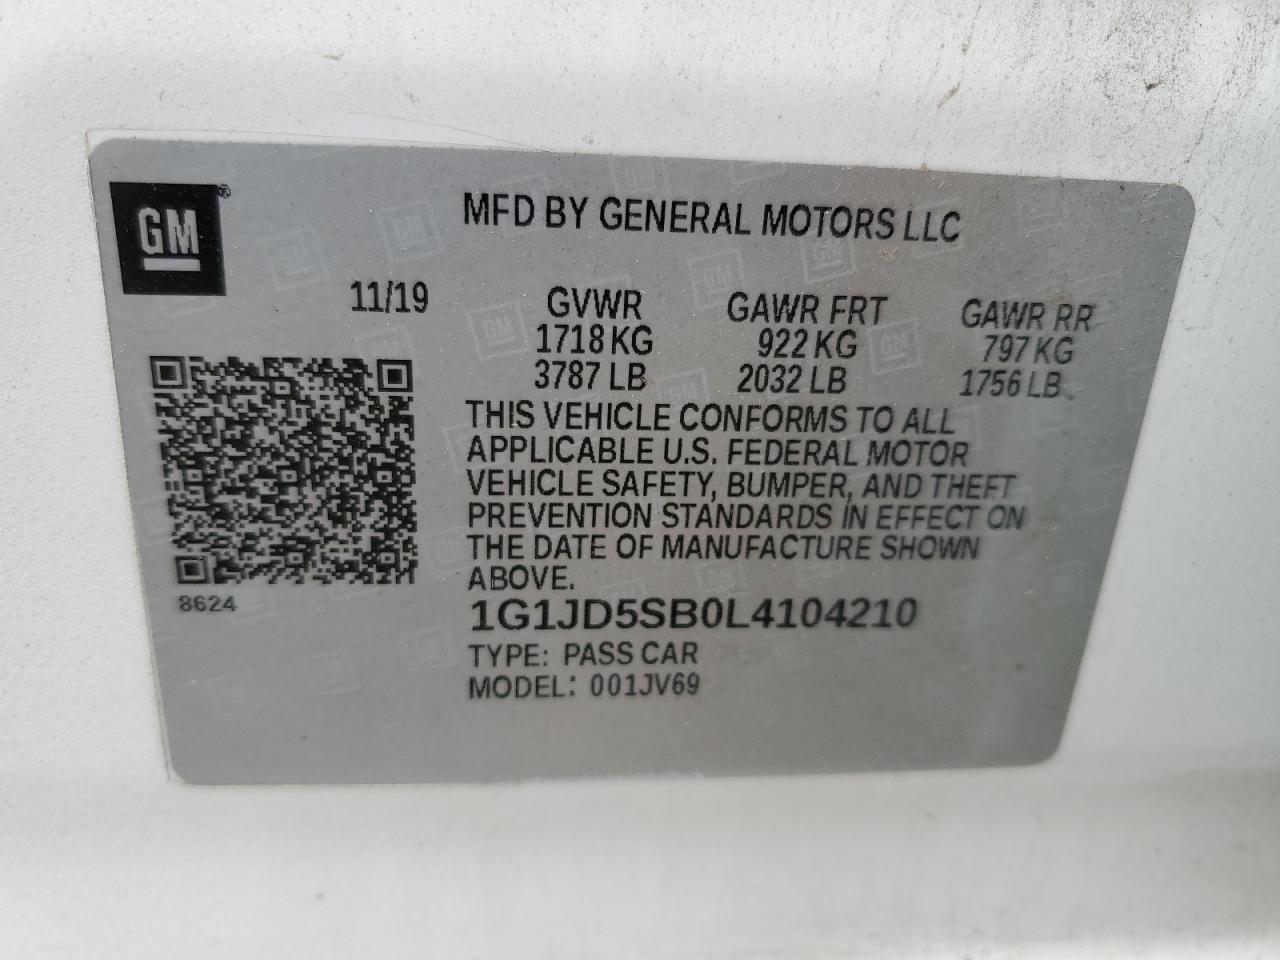 GM
MFD BY GENERAL MOTORS LLC
11/19
GVWR
1718 KG
3787 LB
GAWR FRT
922 KG
2032 LB
GAWR RR
797 KG
1756 LB
THIS VEHICLE CONFORMS TO ALL
APPLICABLE U.S. FEDERAL MOTOR
VEHICLE SAFETY, BUMPER, AND THEFT
PREVENTION STANDARDS IN EFFECT ON
THE DATE OF MANUFACTURE SHOWN
ABOVE.
8624
1G1JD5SB0L4104210
TYPE: PASS CAR
MODEL: 001JV69